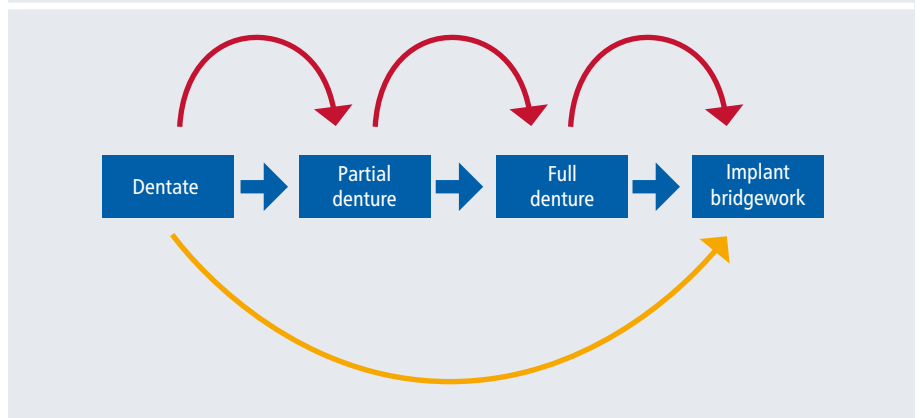 Dentate
Partial
denture
Full
denture
Implant
bridgework